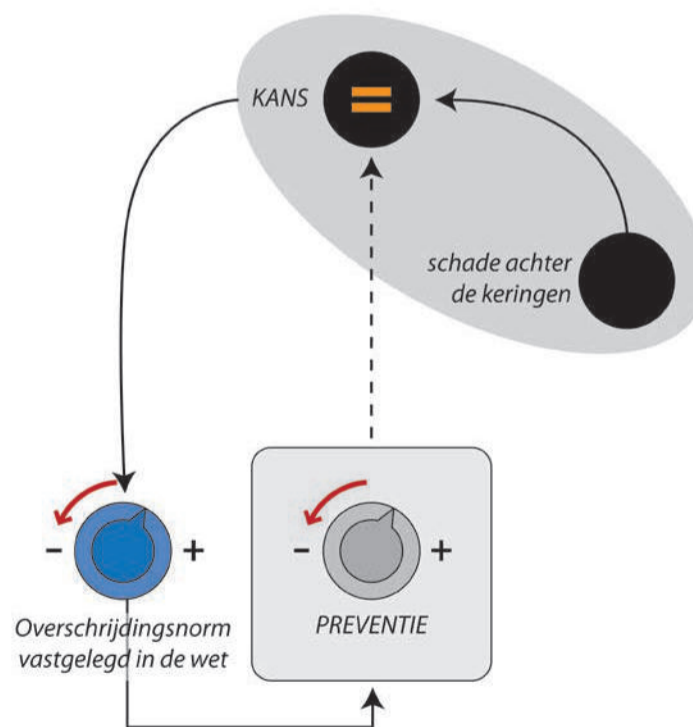 KANS
=
schade achter
de keringen
- +
- +
Overschrijdingsnorm
vastgelegd in de wet
PREVENTIE